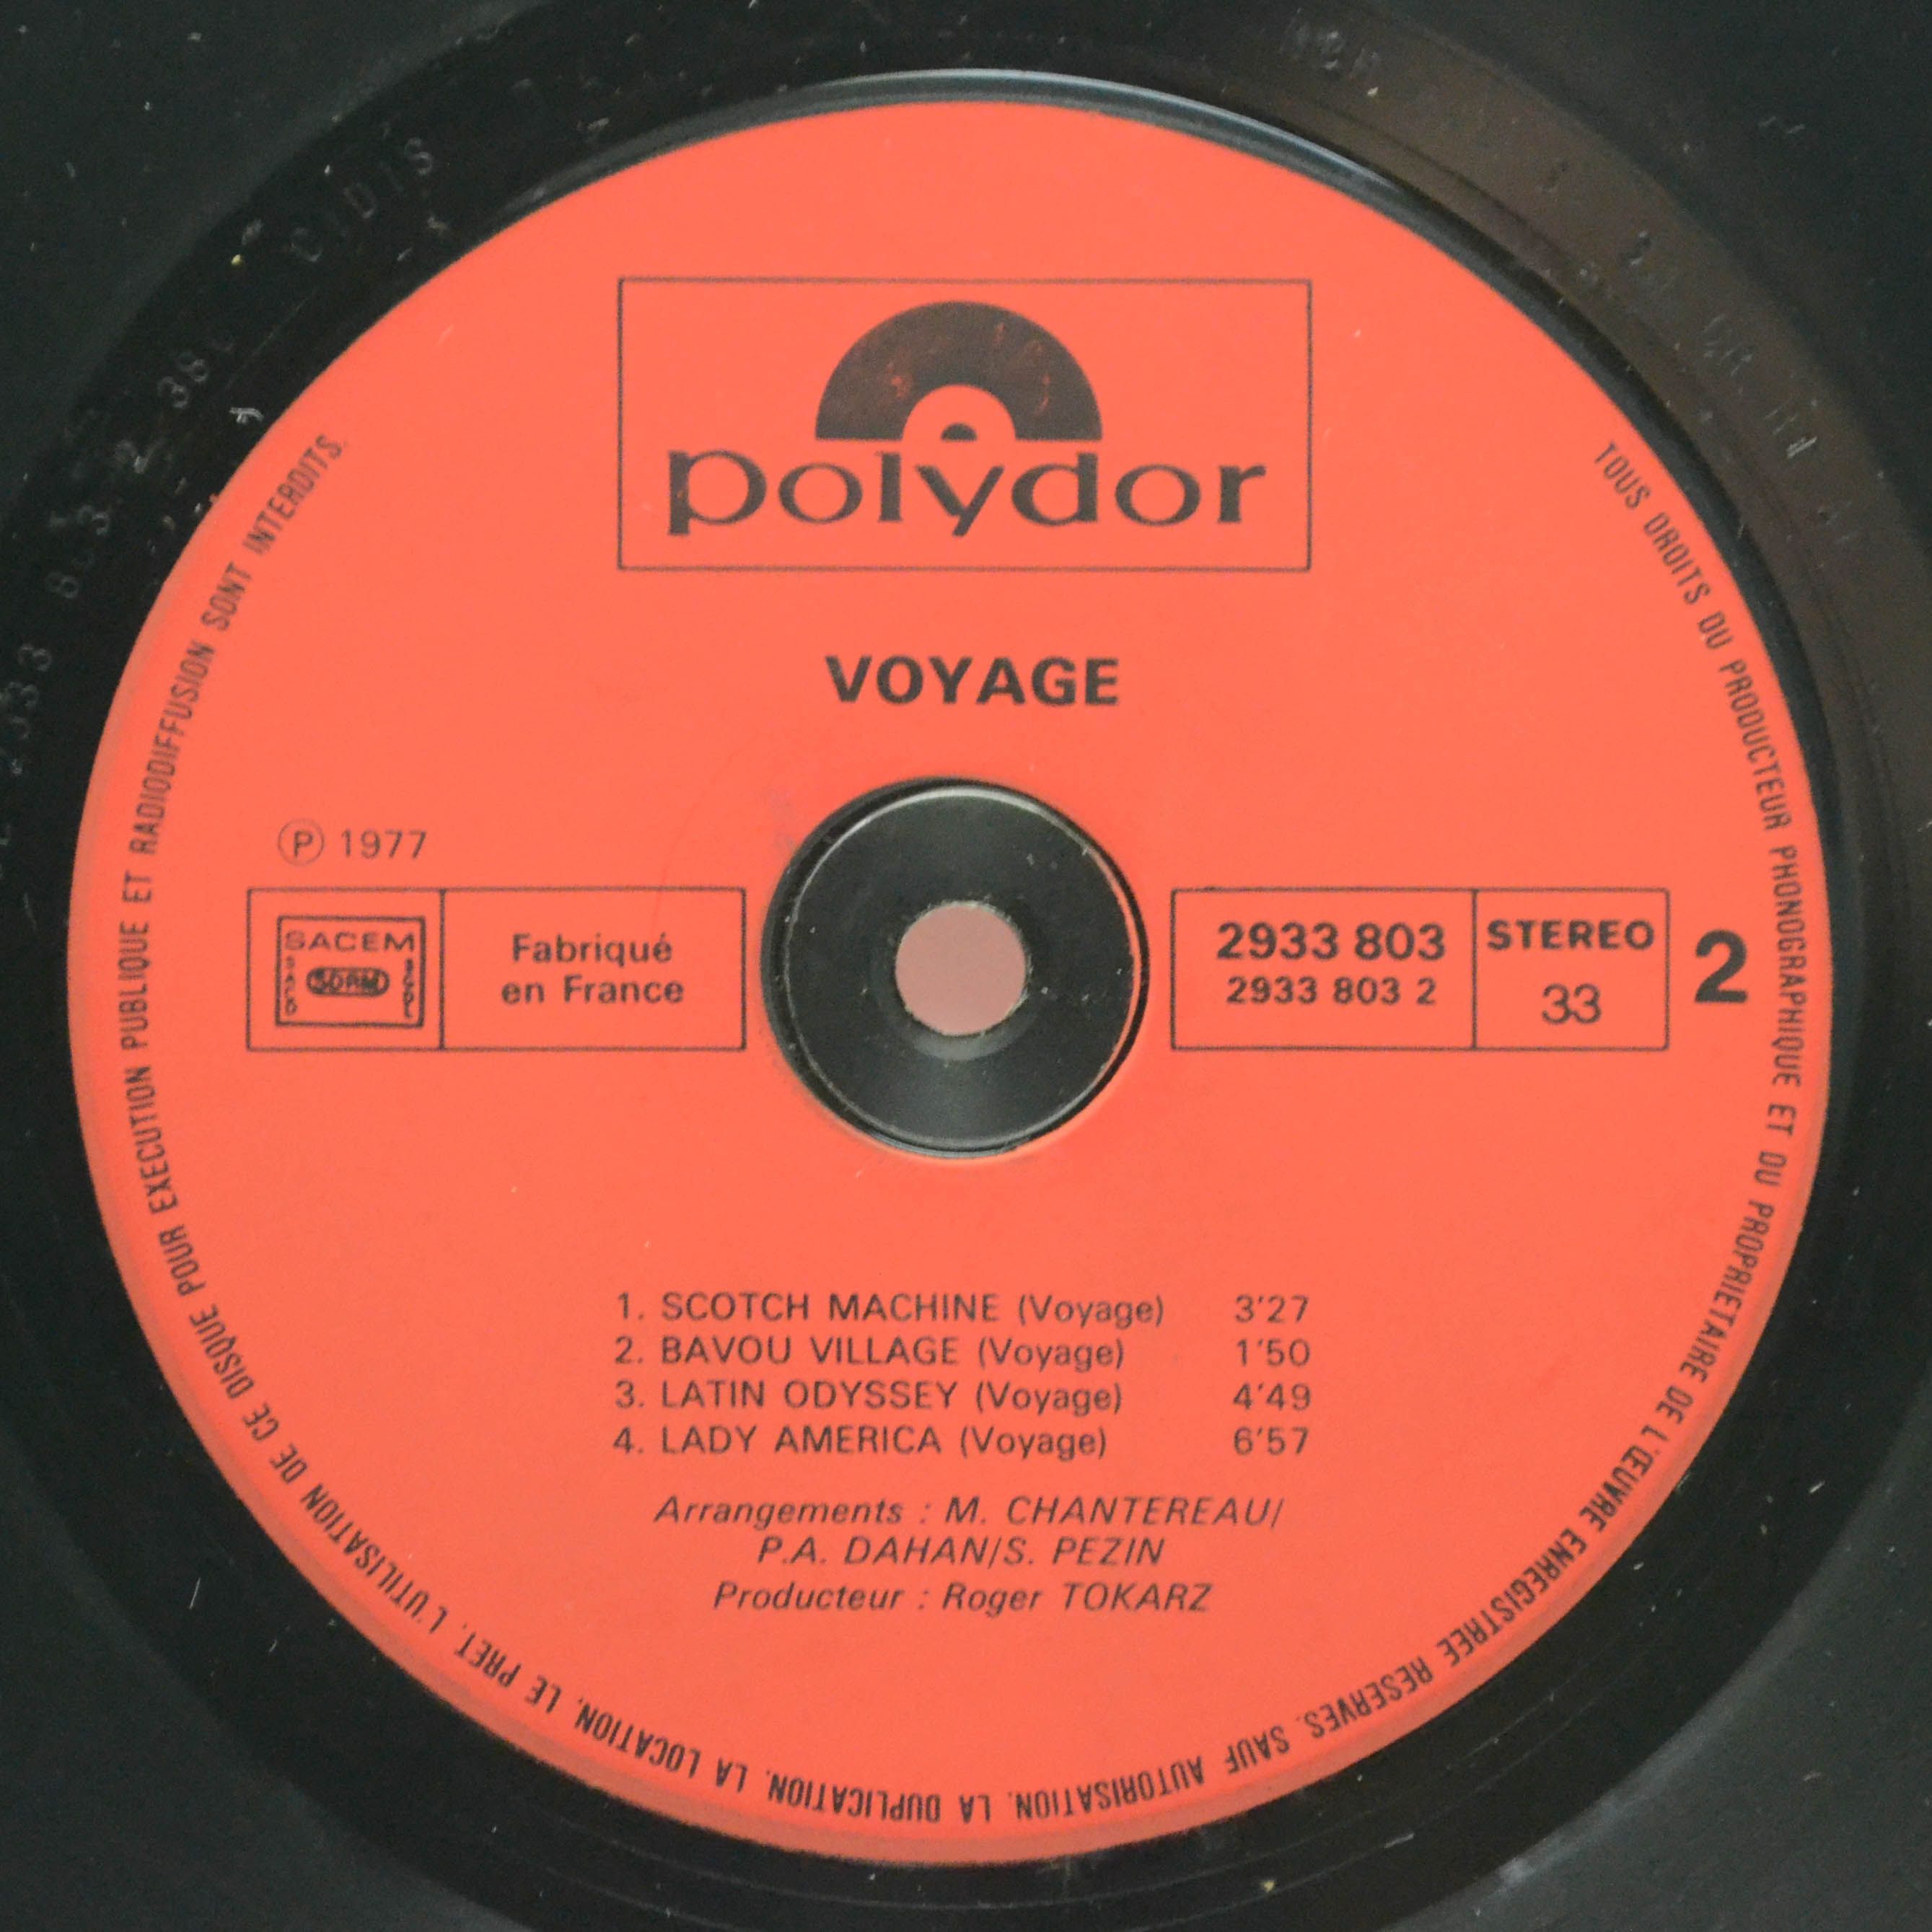 polydor
VOYAGE
℗ 1977
SACEM
SACD SDRM SGDL
Fabriqué
en France
2933 803
2933 803 2
STEREO
33
2
1. SCOTCH MACHINE (Voyage) 3'27
2. BAVOU VILLAGE (Voyage) 1'50
3. LATIN ODYSSEY (Voyage) 4'49
4. LADY AMERICA (Voyage) 6'57
Arrangements : M. CHANTEREAU/
P.A. DAHAN/S. PEZIN
Producteur : Roger TOKARZ
TOUS DROITS DU PRODUCTEUR PHONOGRAPHIQUE ET DU PROPRIETAIRE DE L'ŒUVRE ENREGISTREE RESERVES. SAUF AUTORISATION, LA DUPLICATION, LA LOCATION, LE PRET, L'UTILISATION DE CE DISQUE POUR EXECUTION PUBLIQUE ET RADIODIFFUSION SONT INTERDITS.
CIDIS